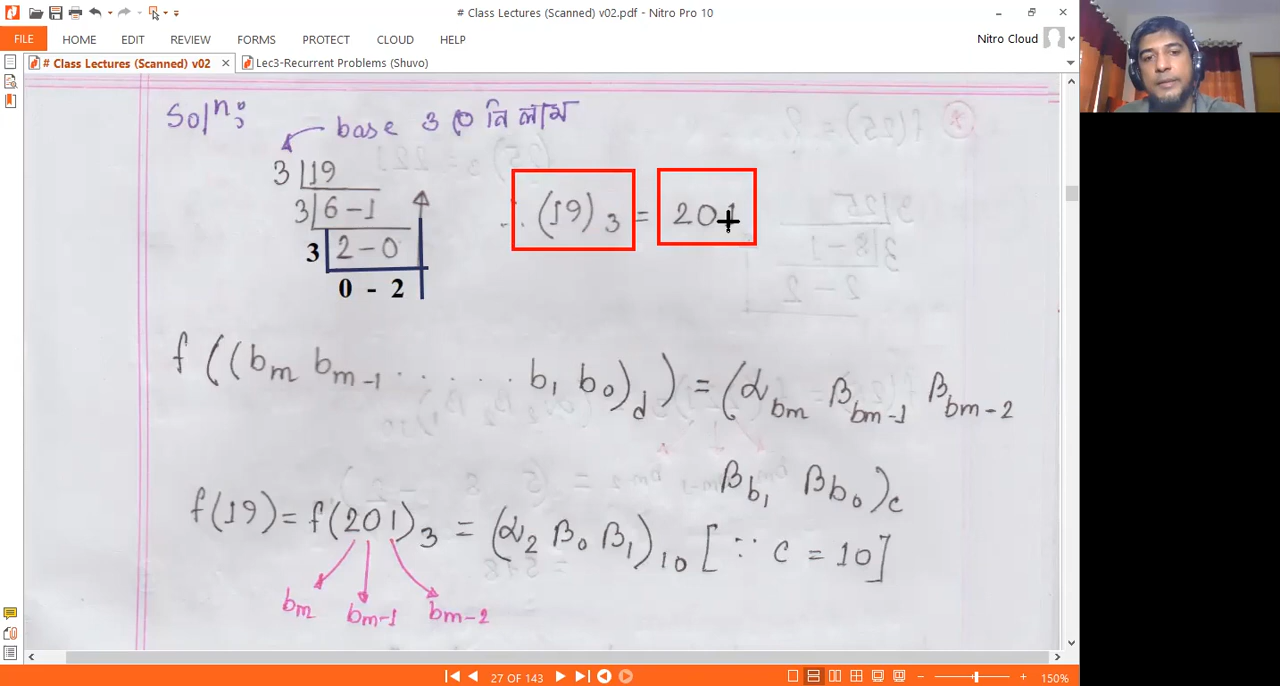 # Class Lectures (Scanned) v02.pdf - Nitro Pro 10
FILE HOME EDIT REVIEW FORMS PROTECT CLOUD HELP Nitro Cloud
# Class Lectures (Scanned) v02 Lec3-Recurrent Problems (Shuvo)
Solⁿ:
base 3 এ নিলাম
3 |19
3 |6 - 1
3 |2 - 0
0 - 2
∴ (19)₃ = 201
f((bₘ bₘ₋₁ . . . . . . b₁ b₀)_d) = (α_bₘ β_bₘ₋₁ β_bₘ₋₂
β_b₁ β_b₀)_c
f(19) = f(201)₃ = (α₂ β₀ β₁)₁₀ [∵ c = 10]
bₘ bₘ₋₁ bₘ₋₂
27 OF 143 150%